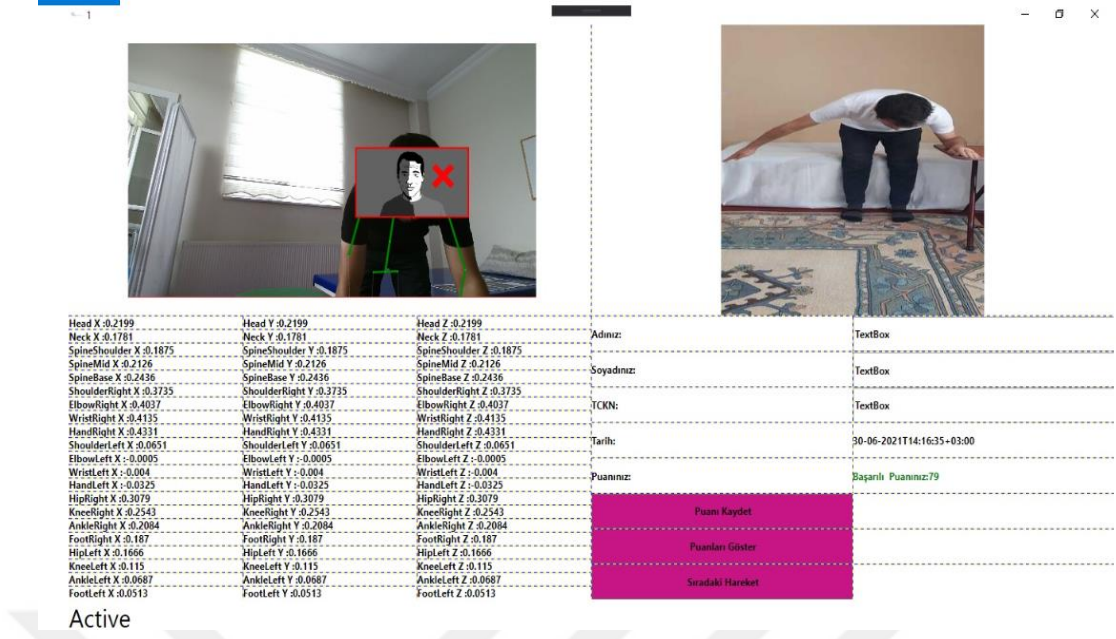 1
Head X :0.2199 Head Y :0.2199 Head Z :0.2199
Neck X :0.1781 Neck Y :0.1781 Neck Z :0.1781
SpineShoulder X :0.1875 SpineShoulder Y :0.1875 SpineShoulder Z :0.1875
SpineMid X :0.2126 SpineMid Y :0.2126 SpineMid Z :0.2126
SpineBase X :0.2436 SpineBase Y :0.2436 SpineBase Z :0.2436
ShoulderRight X :0.3735 ShoulderRight Y :0.3735 ShoulderRight Z :0.3735
ElbowRight X :0.4037 ElbowRight Y :0.4037 ElbowRight Z :0.4037
WristRight X :0.4135 WristRight Y :0.4135 WristRight Z :0.4135
HandRight X :0.4331 HandRight Y :0.4331 HandRight Z :0.4331
ShoulderLeft X :0.0651 ShoulderLeft Y :0.0651 ShoulderLeft Z :0.0651
ElbowLeft X :-0.0005 ElbowLeft Y :-0.0005 ElbowLeft Z :-0.0005
WristLeft X :-0.004 WristLeft Y :-0.004 WristLeft Z :-0.004
HandLeft X :-0.0325 HandLeft Y :-0.0325 HandLeft Z :-0.0325
HipRight X :0.3079 HipRight Y :0.3079 HipRight Z :0.3079
KneeRight X :0.2543 KneeRight Y :0.2543 KneeRight Z :0.2543
AnkleRight X :0.2084 AnkleRight Y :0.2084 AnkleRight Z :0.2084
FootRight X :0.187 FootRight Y :0.187 FootRight Z :0.187
HipLeft X :0.1666 HipLeft Y :0.1666 HipLeft Z :0.1666
KneeLeft X :0.115 KneeLeft Y :0.115 KneeLeft Z :0.115
AnkleLeft X :0.0687 AnkleLeft Y :0.0687 AnkleLeft Z :0.0687
FootLeft X :0.0513 FootLeft Y :0.0513 FootLeft Z :0.0513
Active
Adınız: TextBox
Soyadınız: TextBox
TCKN: TextBox
Tarih: 30-06-2021T14:16:35+03:00
Puanınız: Başarılı Puanınız:79
Puanı Kaydet
Puanları Göster
Sıradaki Hareket